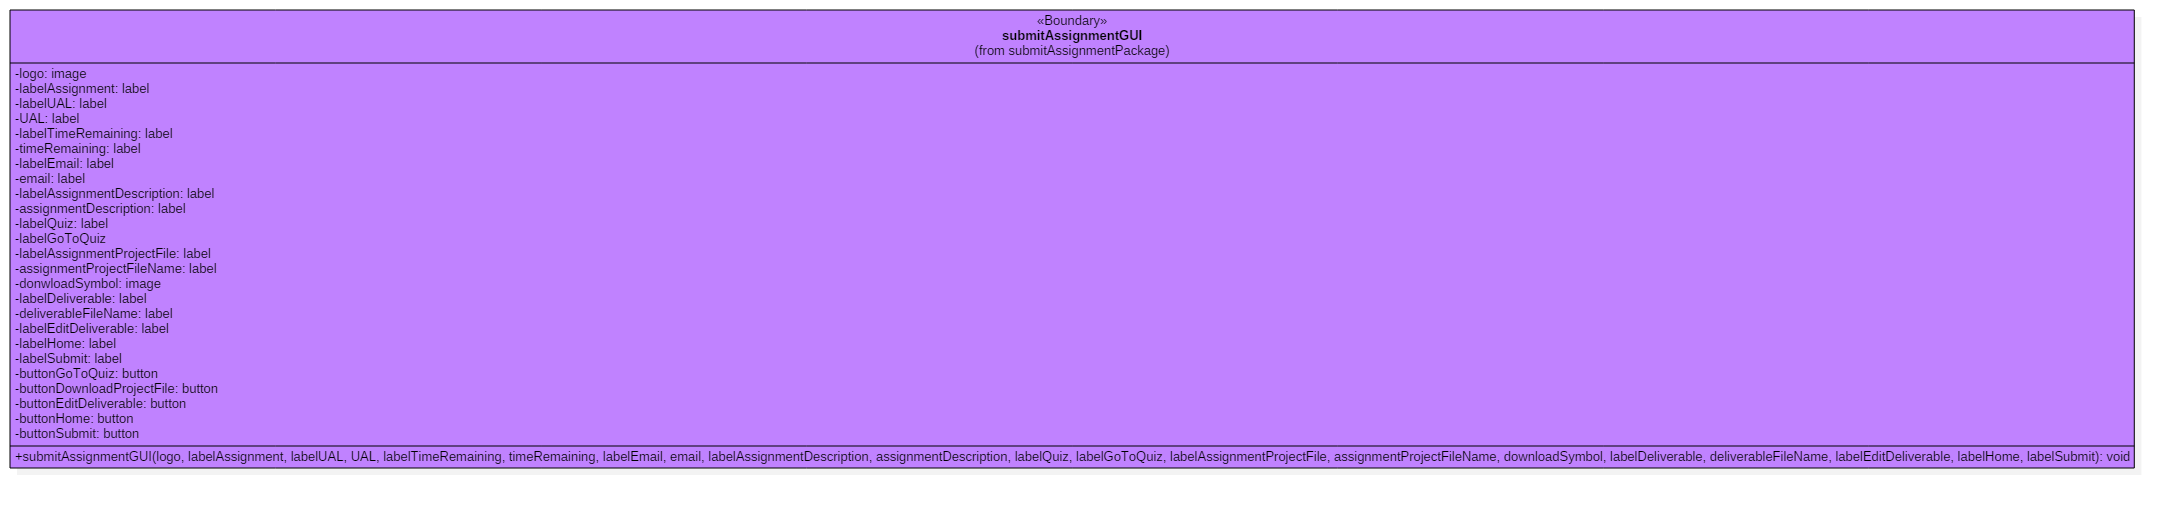 «Boundary»
submitAssignmentGUI
(from submitAssignmentPackage)
-logo: image
-labelAssignment: label
-labelUAL: label
-UAL: label
-labelTimeRemaining: label
-timeRemaining: label
-labelEmail: label
-email: label
-labelAssignmentDescription: label
-assignmentDescription: label
-labelQuiz: label
-labelGoToQuiz
-labelAssignmentProjectFile: label
-assignmentProjectFileName: label
-donwloadSymbol: image
-labelDeliverable: label
-deliverableFileName: label
-labelEditDeliverable: label
-labelHome: label
-labelSubmit: label
-buttonGoToQuiz: button
-buttonDownloadProjectFile: button
-buttonEditDeliverable: button
-buttonHome: button
-buttonSubmit: button
+submitAssignmentGUI(logo, labelAssignment, labelUAL, UAL, labelTimeRemaining, timeRemaining, labelEmail, email, labelAssignmentDescription, assignmentDescription, labelQuiz, labelGoToQuiz, labelAssignmentProjectFile, assignmentProjectFileName, downloadSymbol, labelDeliverable, deliverableFileName, labelEditDeliverable, labelHome, labelSubmit): void